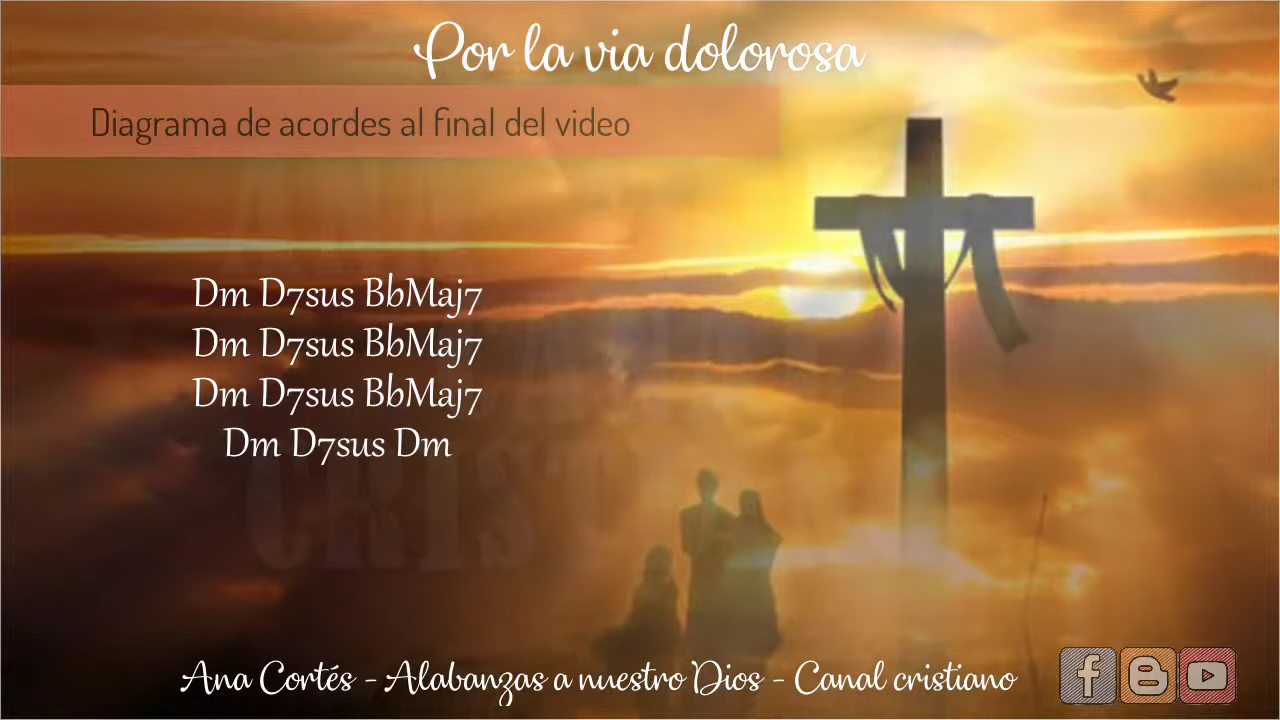 Por la via dolorosa
Diagrama de acordes al final del video
Dm D7sus BbMaj7
Dm D7sus BbMaj7
Dm D7sus BbMaj7
Dm D7sus Dm
Ana Cortés - Alabanzas a nuestro Dios - Canal cristiano